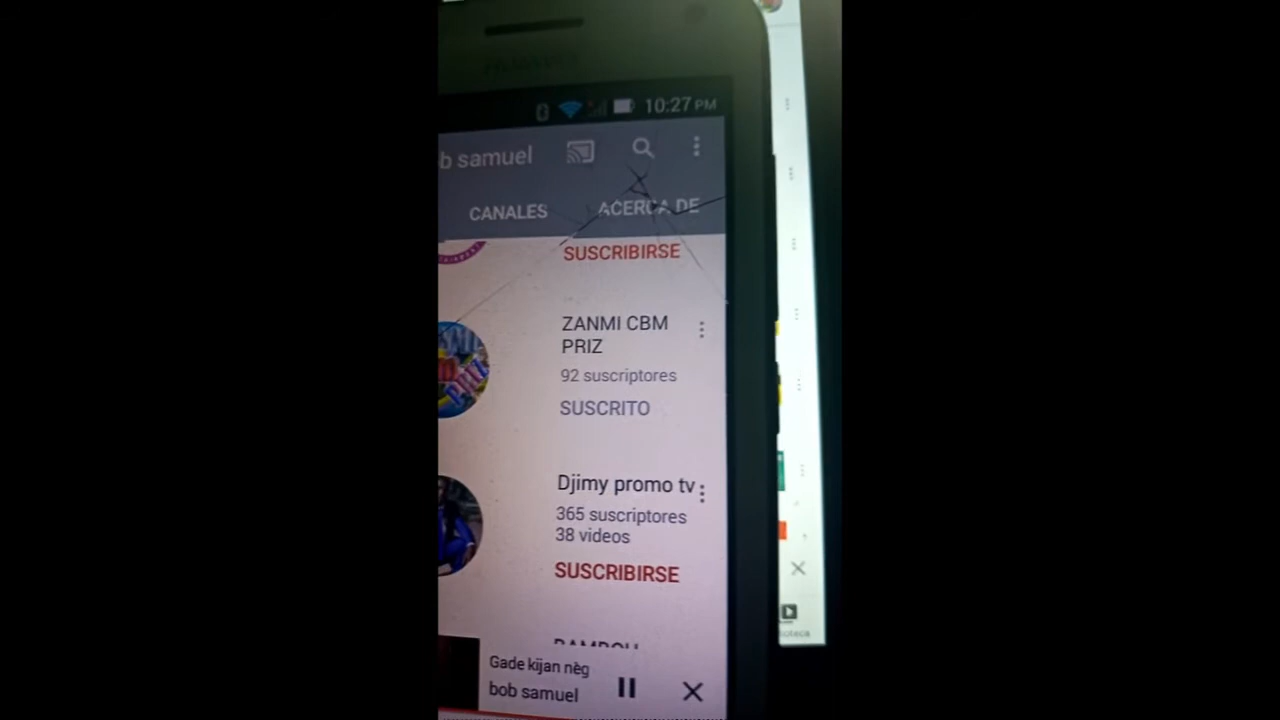 10:27 PM
b samuel
CANALES ACERCA DE
SUSCRIBIRSE
ZANMI CBM
PRIZ
92 suscriptores
SUSCRITO
Djimy promo tv
365 suscriptores
38 videos
SUSCRIBIRSE
Gade kijan nèg
bob samuel